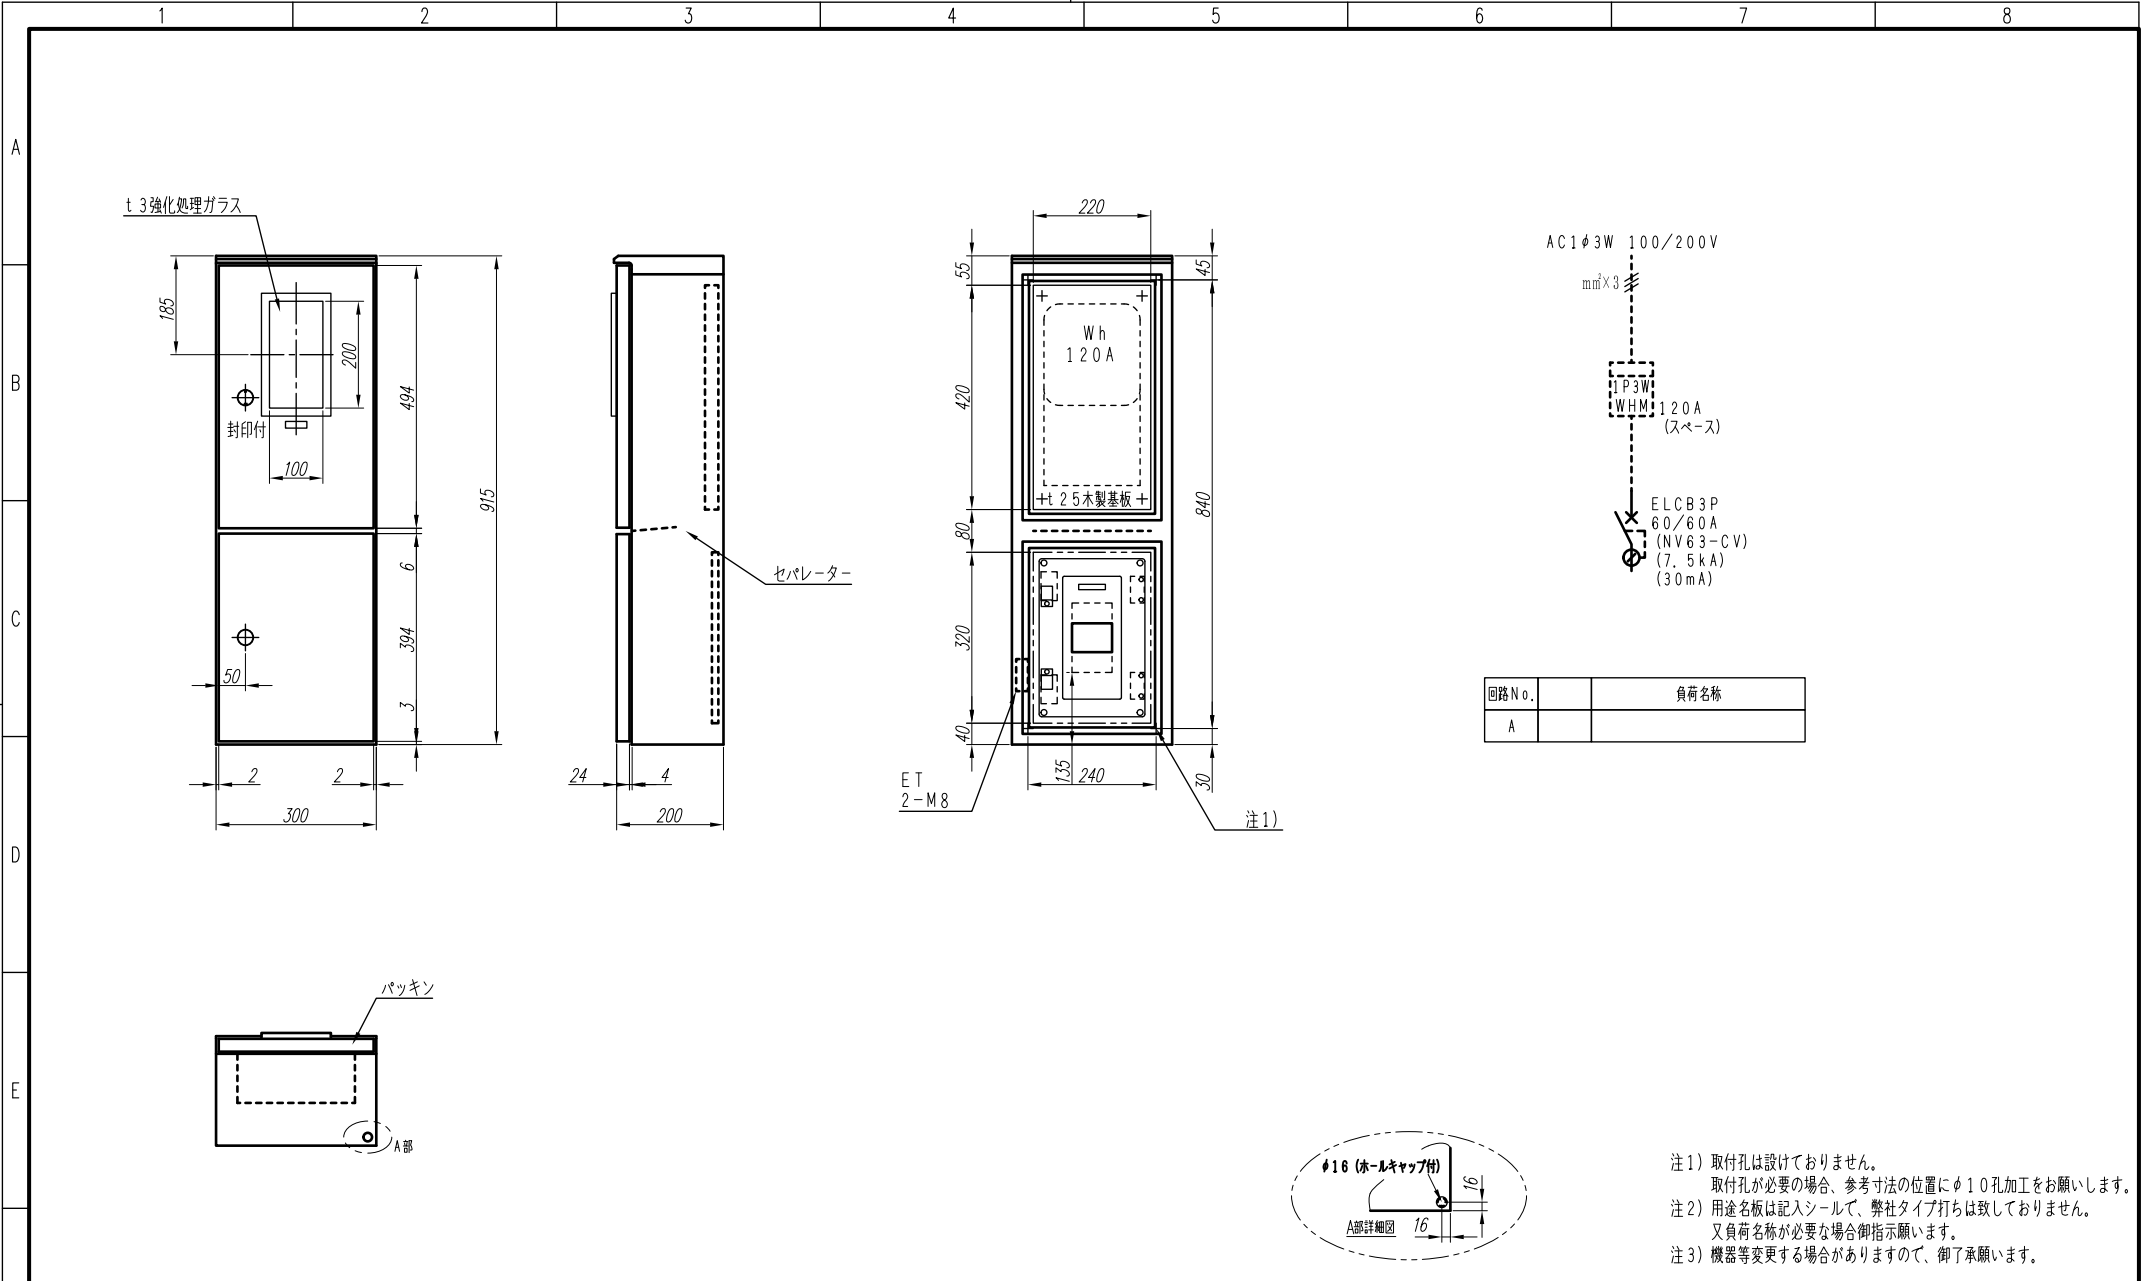 1 2 3 4 5 6 7 8
A
B
C
D
E
t3強化処理ガラス
185
200
494
封印付
100
915
6
394
50
3
2
2
300
セパレーター
24
4
200
220
55
45
Wh
120A
420
t25木製基板
840
80
320
40
135
240
30
ET
2-M8
注1)
AC1φ3W 100/200V
mm²×3
1P3W
WHM
120A
(スペース)
ELCB3P
60/60A
(NV63-CV)
(7.5kA)
(30mA)
回路No. 負荷名称
A
パッキン
A部
φ16(ホールキャップ付)
16
A部詳細図
16
注1) 取付孔は設けておりません。
取付孔が必要の場合、参考寸法の位置にφ10孔加工をお願いします。
注2) 用途名板は記入シールで、弊社タイプ打ちは致しておりません。
又負荷名称が必要な場合御指示願います。
注3) 機器等変更する場合がありますので、御了承願います。